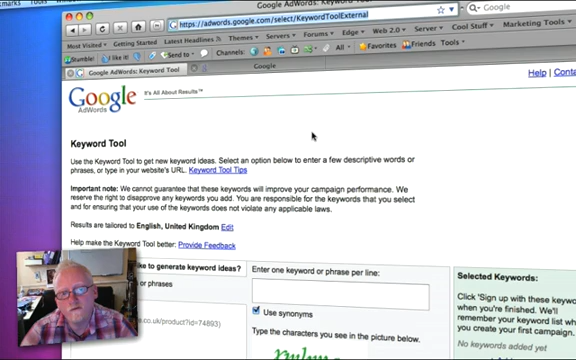 Google AdWords: Keyword Tool
https://adwords.google.com/select/KeywordToolExternal
Google
Most Visited Getting Started Latest Headlines Themes Servers Forums Edge Web 2.0 Server Cool Stuff Marketing Tools
Stumble! I like it! Send to Channels: All Favorites Friends Tools
Google AdWords: Keyword Tool Google
Help | Conta
Google
AdWords
It's All About Results™
Keyword Tool
Use the Keyword Tool to get new keyword ideas. Select an option below to enter a few descriptive words or
phrases, or type in your website's URL. Keyword Tool Tips
Important note: We cannot guarantee that these keywords will improve your campaign performance. We
reserve the right to disapprove any keywords you add. You are responsible for the keywords that you select
and for ensuring that your use of the keywords does not violate any applicable laws.
Results are tailored to English, United Kingdom Edit
Help make the Keyword Tool better: Provide Feedback
ke to generate keyword ideas?
or phrases
co.uk/product?id=74893)
Enter one keyword or phrase per line:
Use synonyms
Type the characters you see in the picture below.
Selected Keywords:
Click 'Sign up with these keywo
when you're finished. We'll
remember your keyword list
you create your first campaign.
No keywords added yet